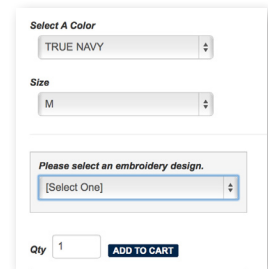 Select A Color
TRUE NAVY
Size
M
Please select an embroidery design.
[Select One]
Qty 1 ADD TO CART